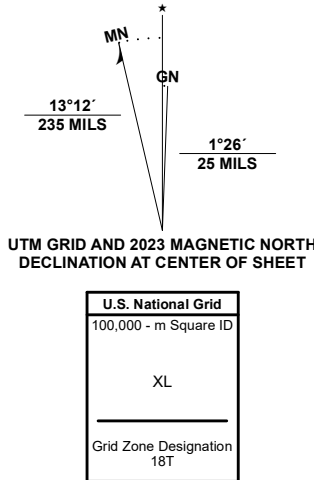 ★
MN
GN
13°12´
235 MILS
1°26´
25 MILS
UTM GRID AND 2023 MAGNETIC NORTH
DECLINATION AT CENTER OF SHEET
U.S. National Grid
100,000 - m Square ID
XL
Grid Zone Designation
18T